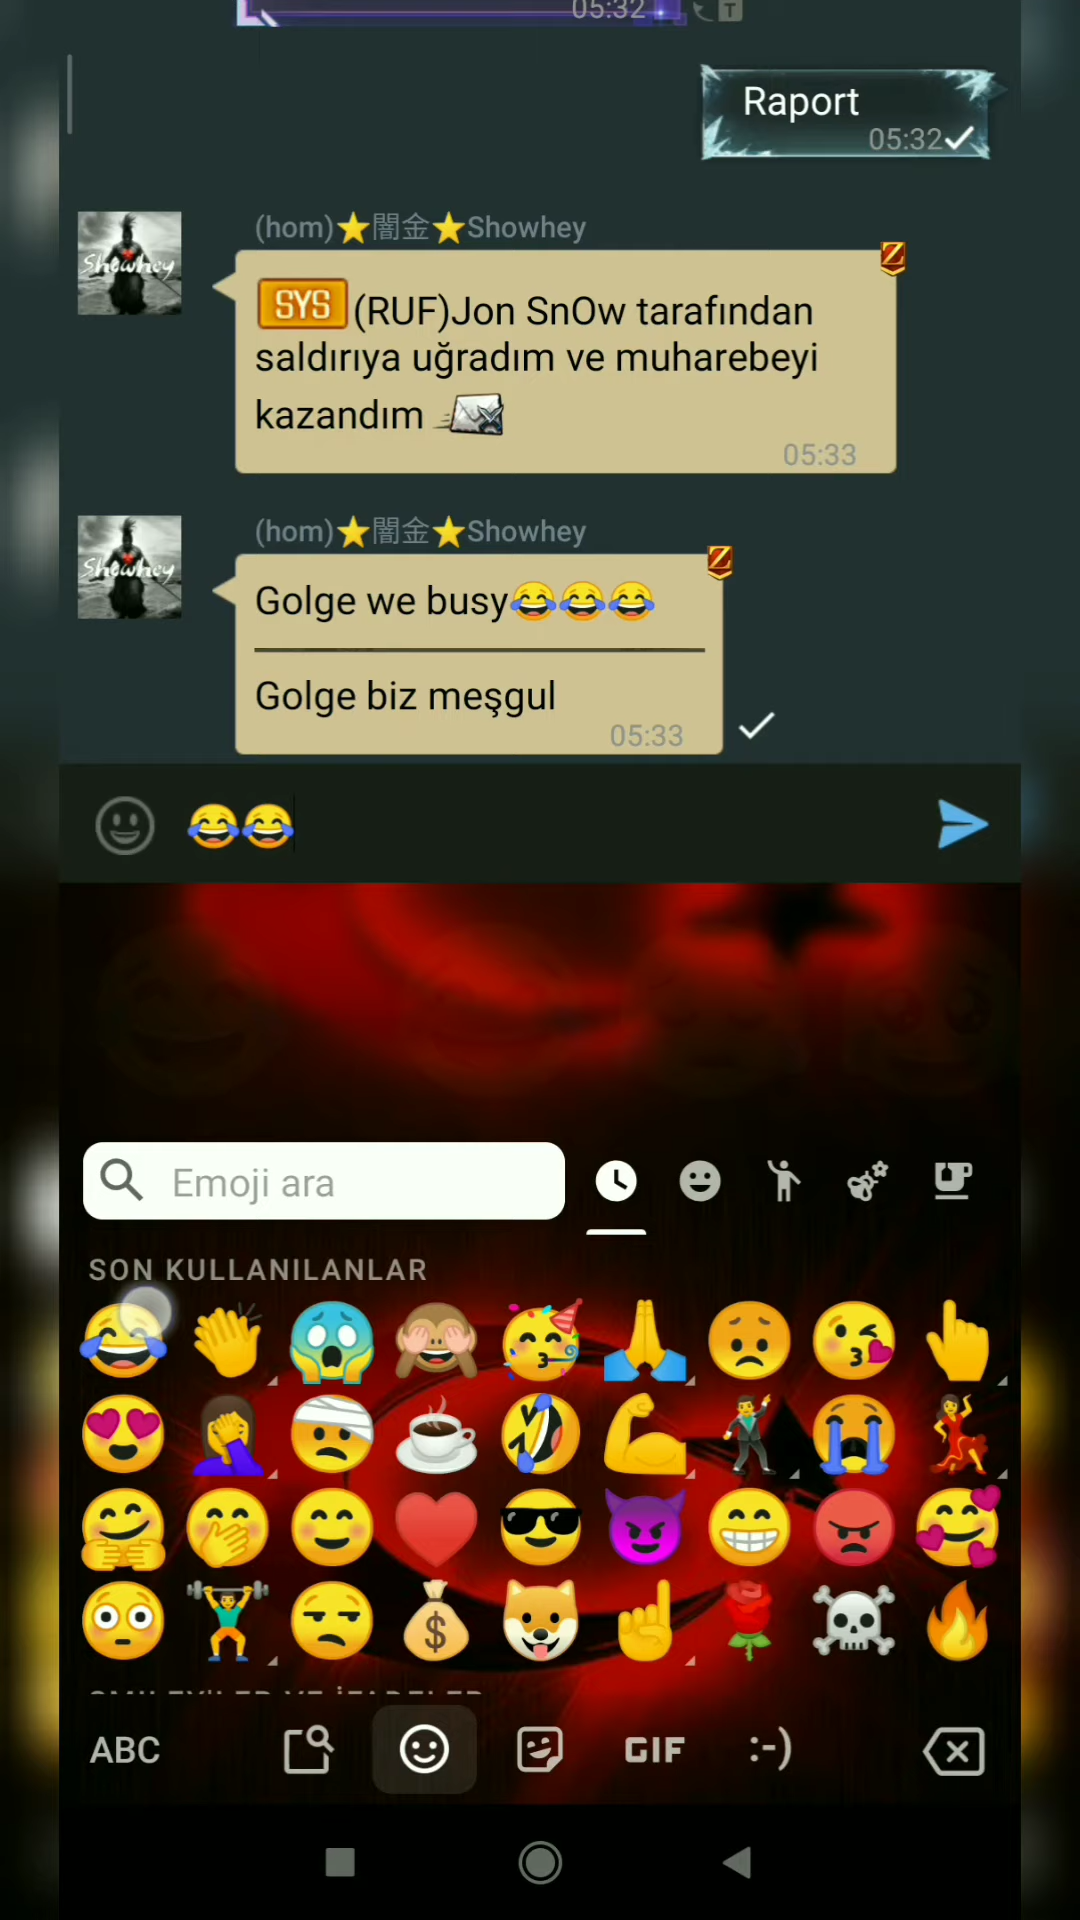 05:32
T
Raport
05:32
(hom)⭐闇金⭐Showhey
Showhey
SYS (RUF)Jon SnOw tarafından
saldırıya uğradım ve muharebeyi
kazandım
05:33
(hom)⭐闇金⭐Showhey
Showhey
Golge we busy😂😂😂
Golge biz meşgul
05:33
😂😂
Emoji ara
SON KULLANILANLAR
ABC
GIF
:-)